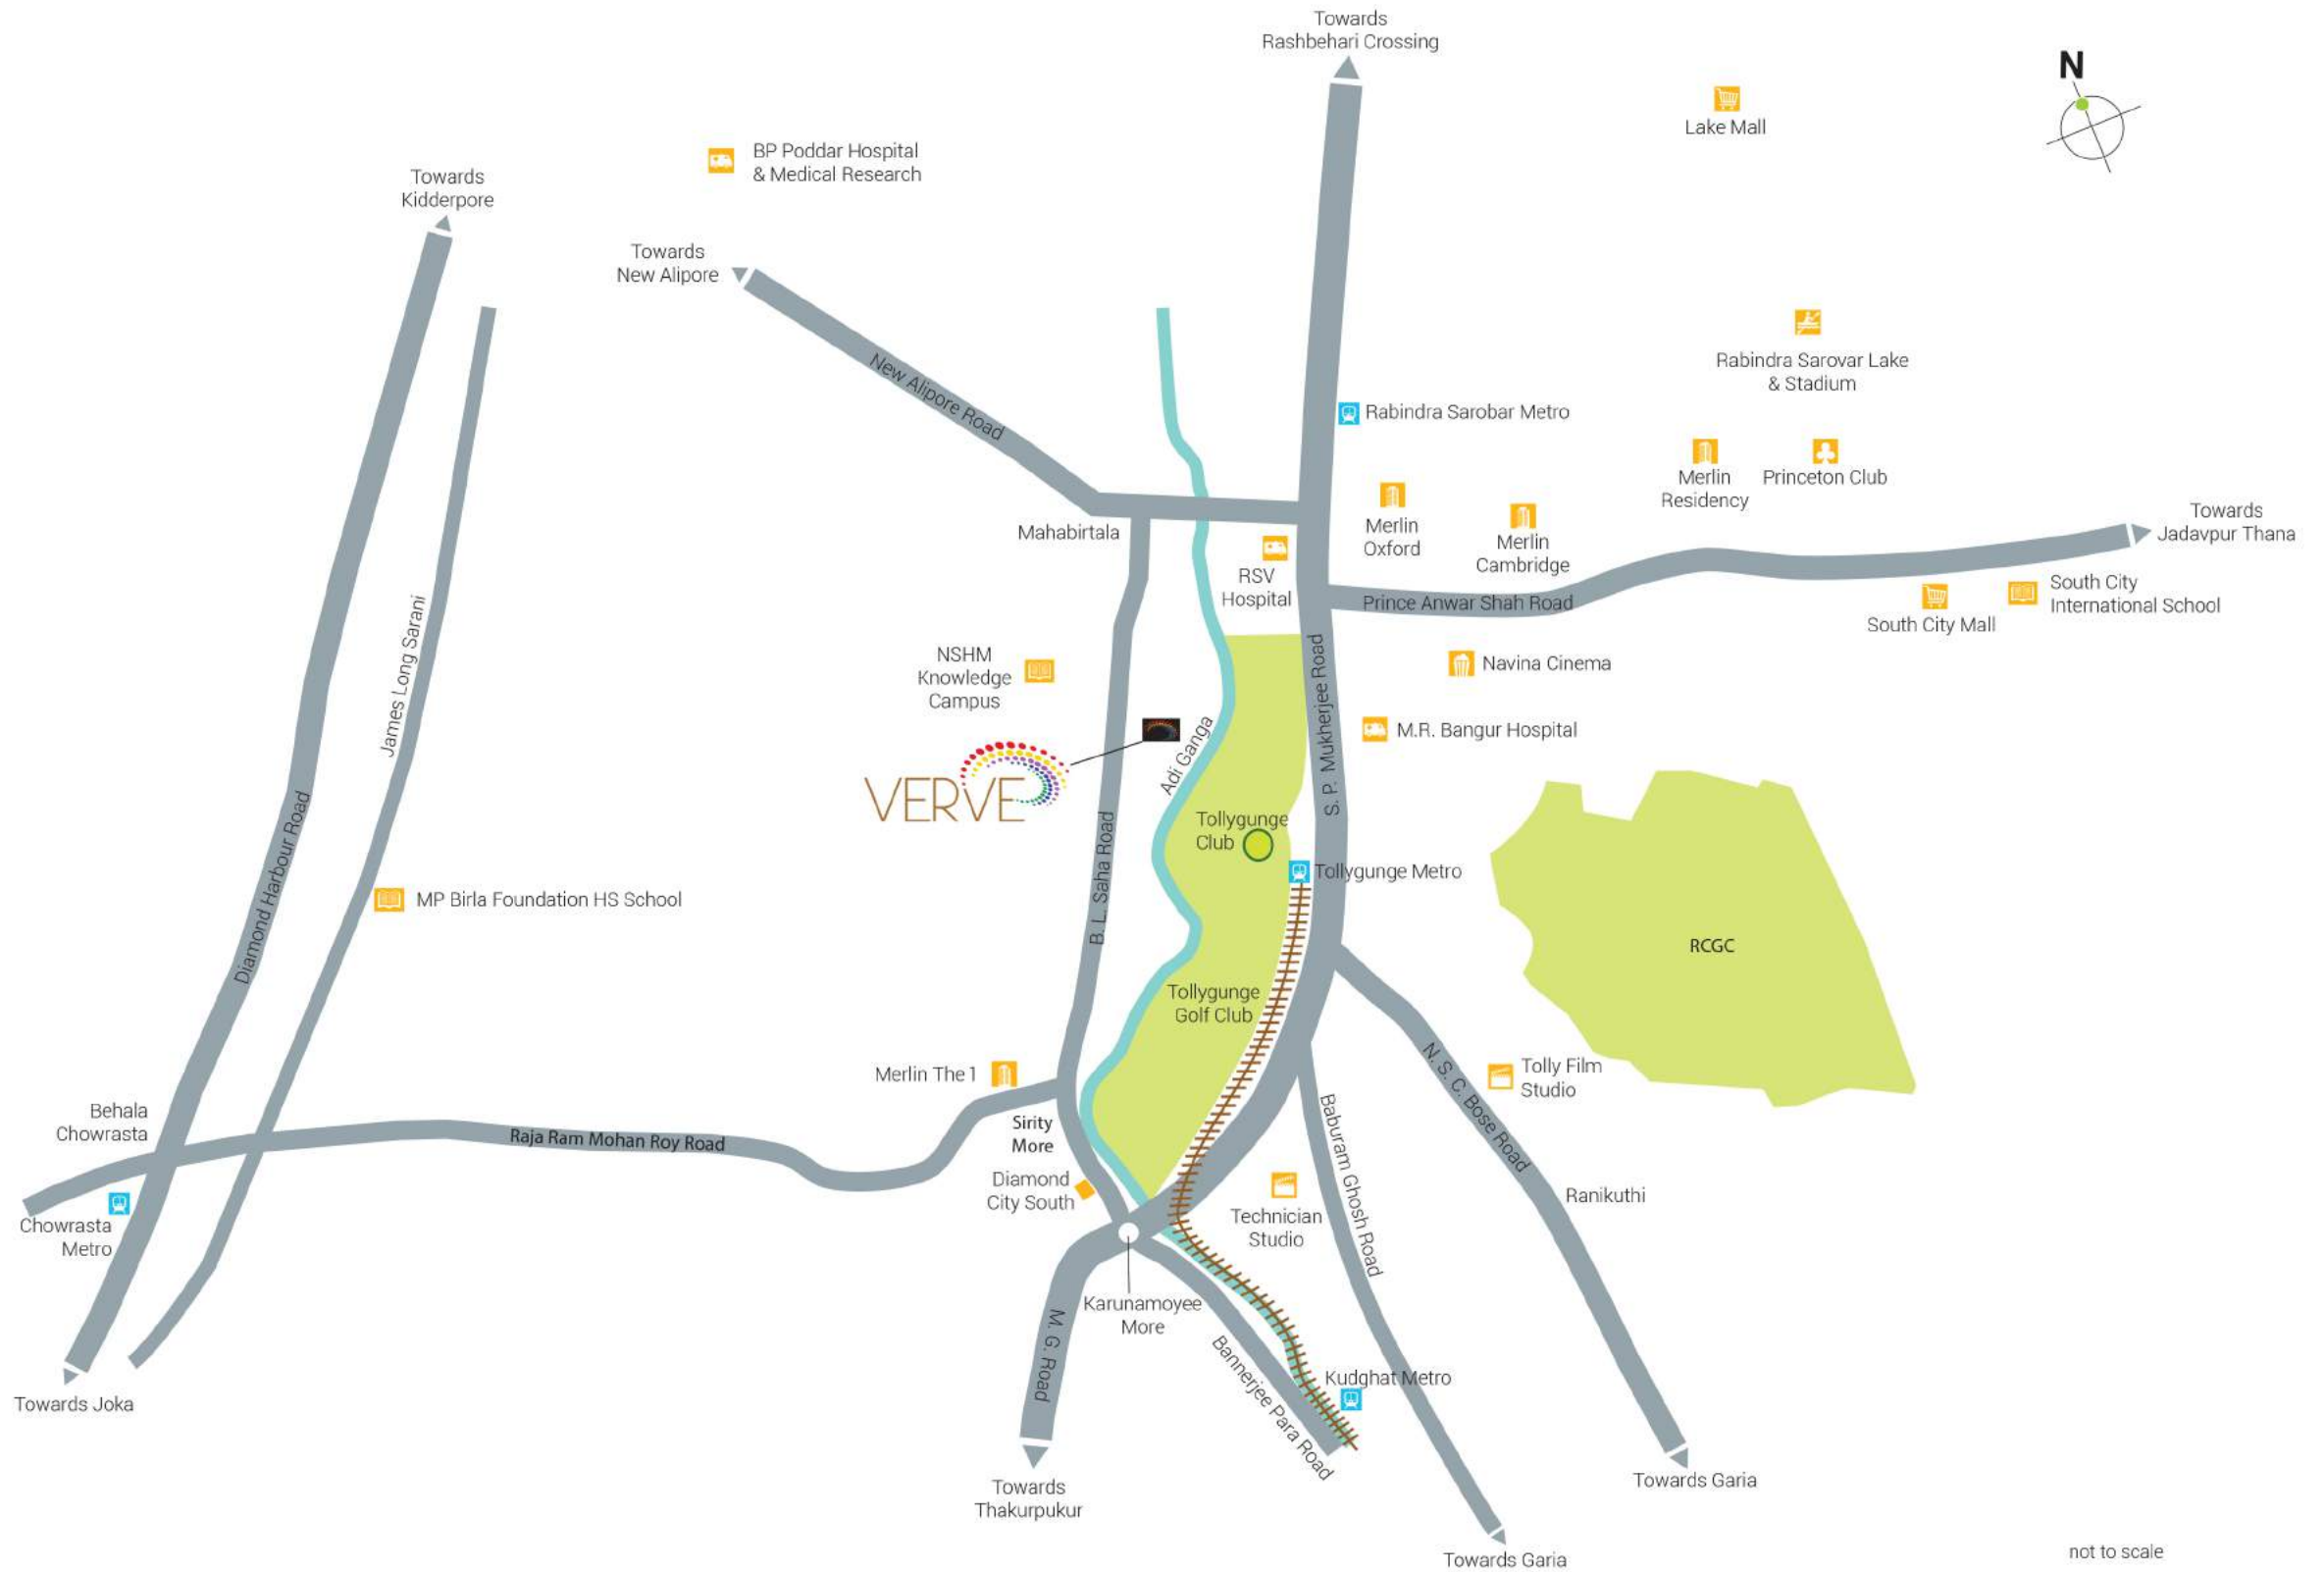 Towards
Rashbehari Crossing
N
Lake Mall
BP Poddar Hospital
& Medical Research
Towards
Kidderpore
Towards
New Alipore
New Alipore Road
Rabindra Sarovar Lake
& Stadium
Rabindra Sarobar Metro
Merlin
Residency
Princeton Club
Merlin
Oxford
Merlin
Cambridge
Towards
Jadavpur Thana
Mahabirtala
RSV
Hospital
Prince Anwar Shah Road
South City Mall
South City
International School
James Long Sarani
NSHM
Knowledge
Campus
Navina Cinema
S. P. Mukherjee Road
M.R. Bangur Hospital
Adi Ganga
VERVE
Diamond Harbour Road
B. L. Saha Road
Tollygunge
Club
Tollygunge Metro
MP Birla Foundation HS School
RCGC
Tollygunge
Golf Club
Merlin The 1
N. S. C. Bose Road
Tolly Film
Studio
Behala
Chowrasta
Raja Ram Mohan Roy Road
Sirity
More
Baburam Ghosh Road
Diamond
City South
Ranikuthi
Chowrasta
Metro
Technician
Studio
Karunamoyee
More
M. G. Road
Bannerjee Para Road
Kudghat Metro
Towards Joka
Towards
Thakurpukur
Towards Garia
Towards Garia
not to scale